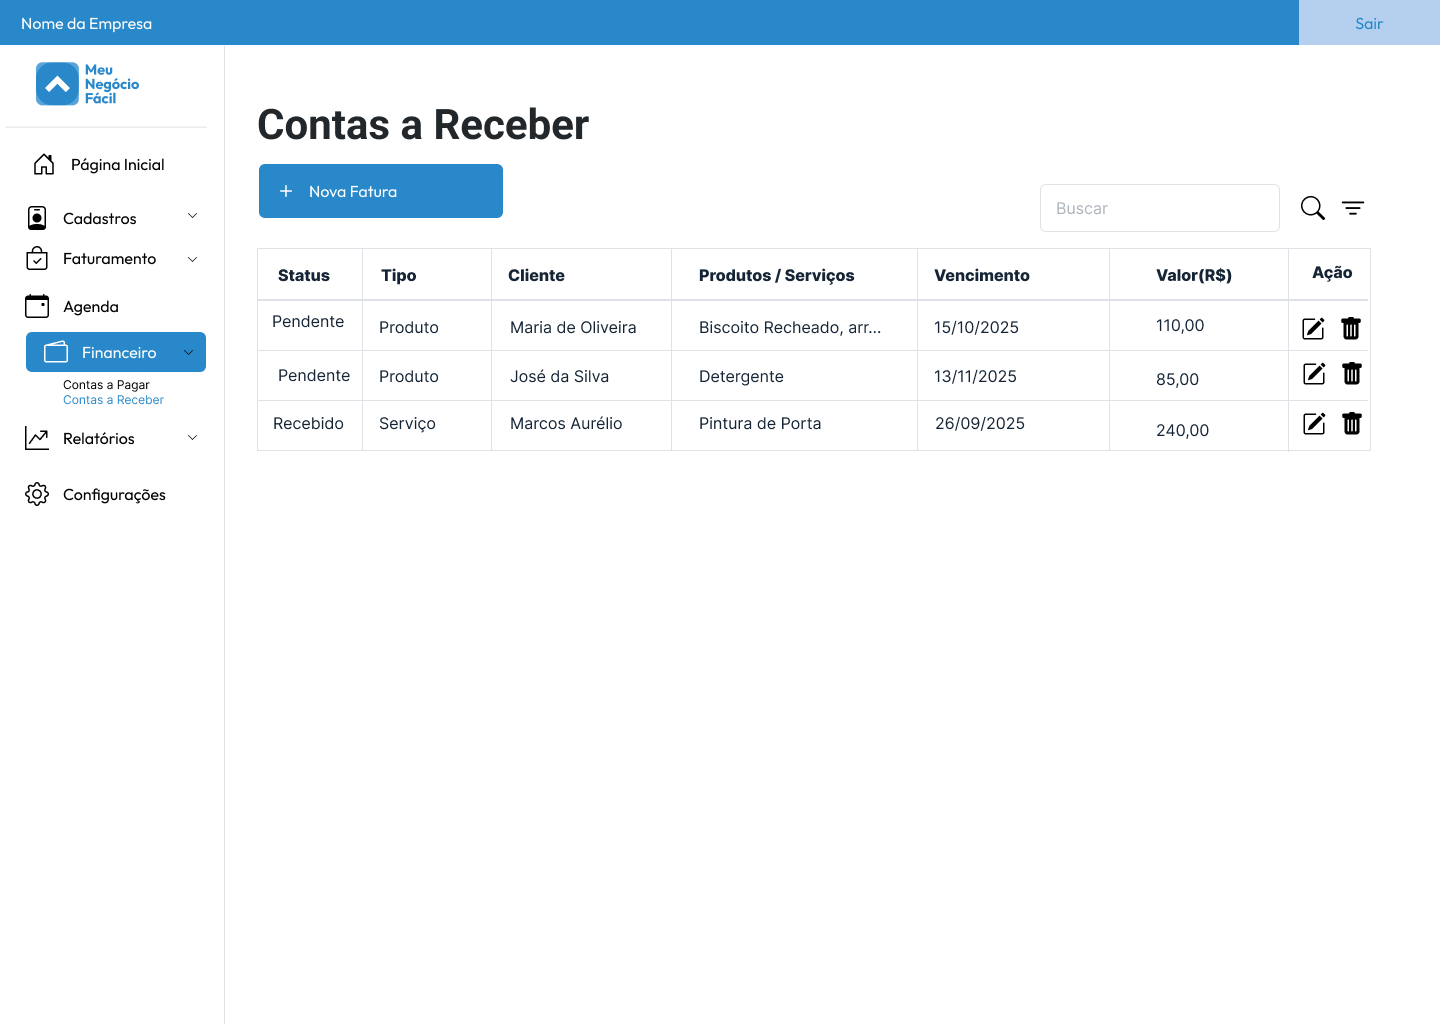 Nome da Empresa
Sair
Meu
Negócio
Fácil
Página Inicial
Cadastros
Faturamento
Agenda
Financeiro
Contas a Pagar
Contas a Receber
Relatórios
Configurações
Contas a Receber
+ Nova Fatura
Buscar
Status Tipo Cliente Produtos / Serviços Vencimento Valor(R$) Ação
Pendente Produto Maria de Oliveira Biscoito Recheado, arr... 15/10/2025 110,00
Pendente Produto José da Silva Detergente 13/11/2025 85,00
Recebido Serviço Marcos Aurélio Pintura de Porta 26/09/2025 240,00